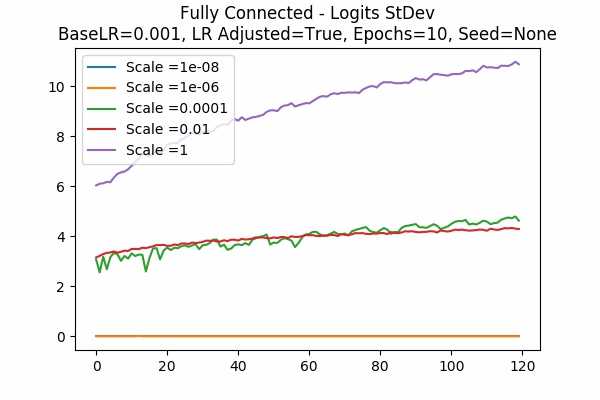 Fully Connected - Logits StDev
BaseLR=0.001, LR Adjusted=True, Epochs=10, Seed=None
Scale =1e-08
Scale =1e-06
Scale =0.0001
Scale =0.01
Scale =1
10
8
6
4
2
0
0
20
40
60
80
100
120